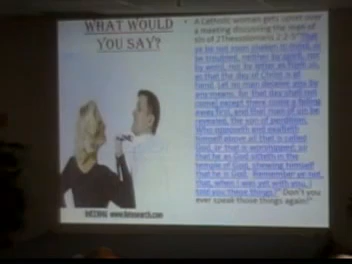 WHAT WOULD
YOU SAY?
A Catholic woman gets upset over
a meeting discussing the man of
sin of 2Thessalonians 2:2-5 "That
ye be not soon shaken in mind, or
be troubled, neither by spirit, nor
by word, nor by letter as from us,
as that the day of Christ is at
hand. Let no man deceive you by
any means: for that day shall not
come, except there come a falling
away first, and that man of sin be
revealed, the son of perdition;
Who opposeth and exalteth
himself above all that is called
God, or that is worshipped; so
that he as God sitteth in the
temple of God, shewing himself
that he is God. Remember ye not,
that, when I was yet with you, I
told you these things?" Don't you
ever speak those things again!"